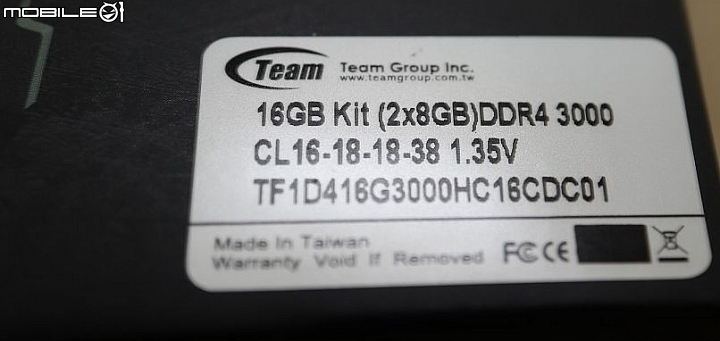 MOBILE01
Team
Team Group Inc.
www.teamgroup.com.tw
16GB Kit (2x8GB)DDR4 3000
CL16-18-18-38 1.35V
TF1D416G3000HC16CDC01
Made In Taiwan
Warranty Void If Removed
FC CE